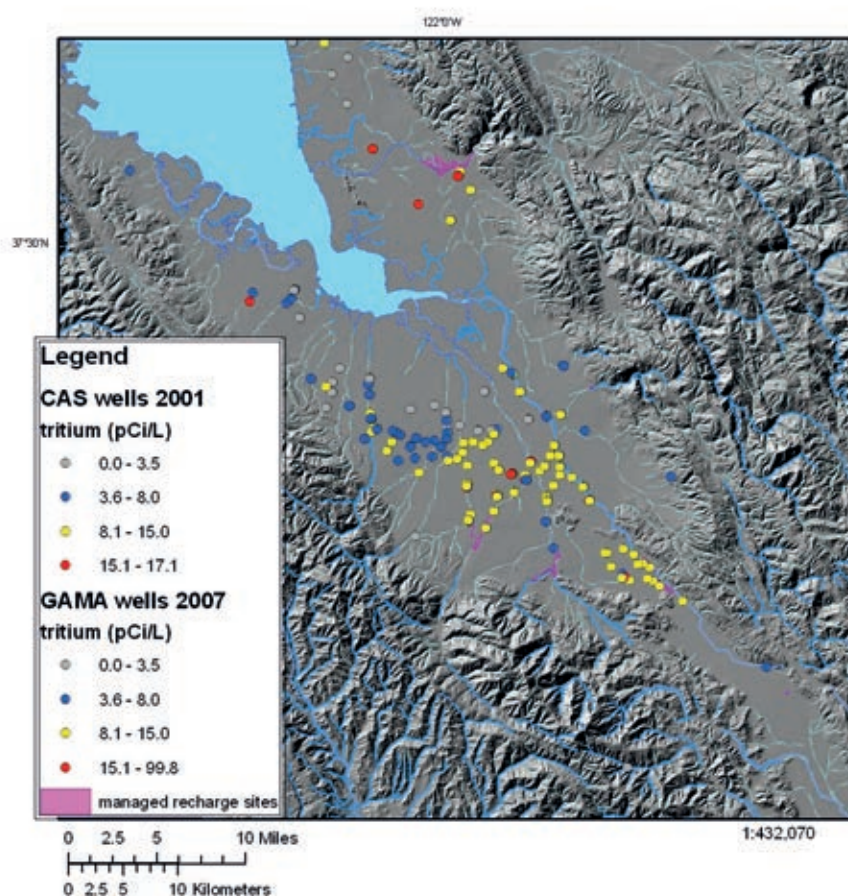 122°0'W
37°30'N
Legend
CAS wells 2001
tritium (pCi/L)
0.0 - 3.5
3.6 - 8.0
8.1 - 15.0
15.1 - 17.1
GAMA wells 2007
tritium (pCi/L)
0.0 - 3.5
3.6 - 8.0
8.1 - 15.0
15.1 - 99.8
managed recharge sites
0 2.5 5 10 Miles
0 2.5 5 10 Kilometers
1:432,070